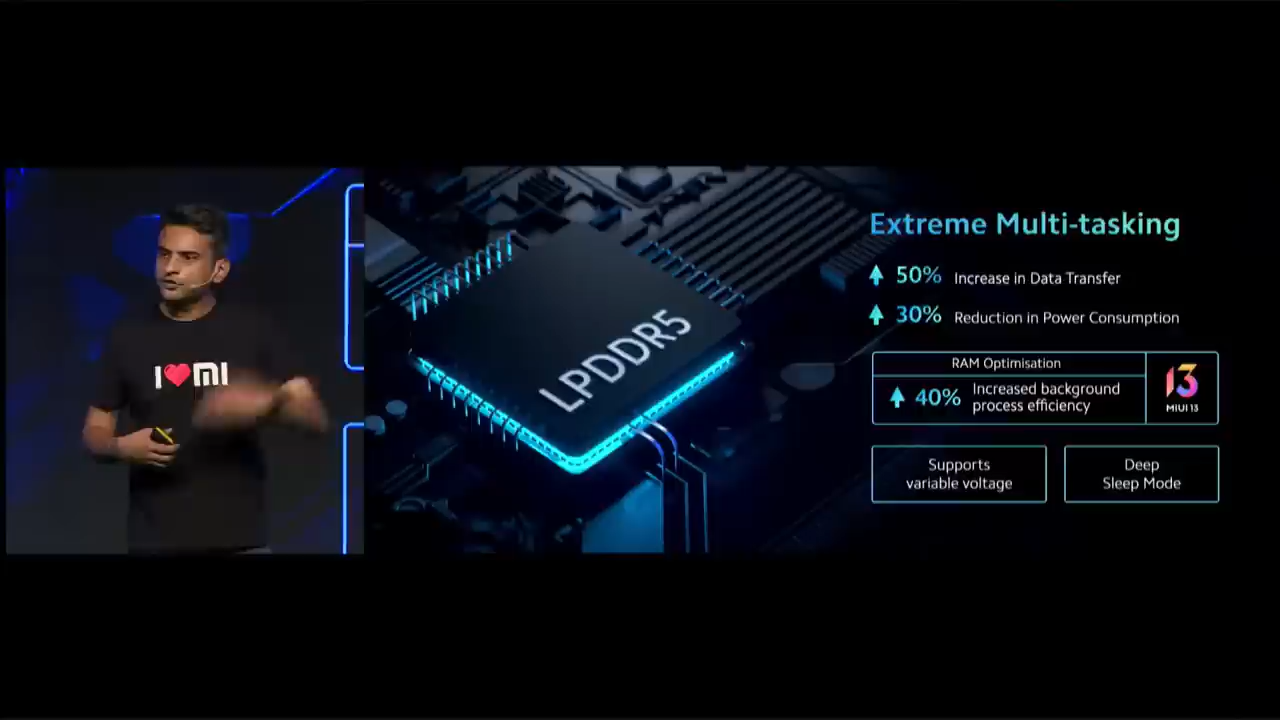 I ❤ MI
LPDDR5
Extreme Multi-tasking
50% Increase in Data Transfer
30% Reduction in Power Consumption
RAM Optimisation
40% Increased background
process efficiency
13
MIUI 13
Supports
variable voltage
Deep
Sleep Mode